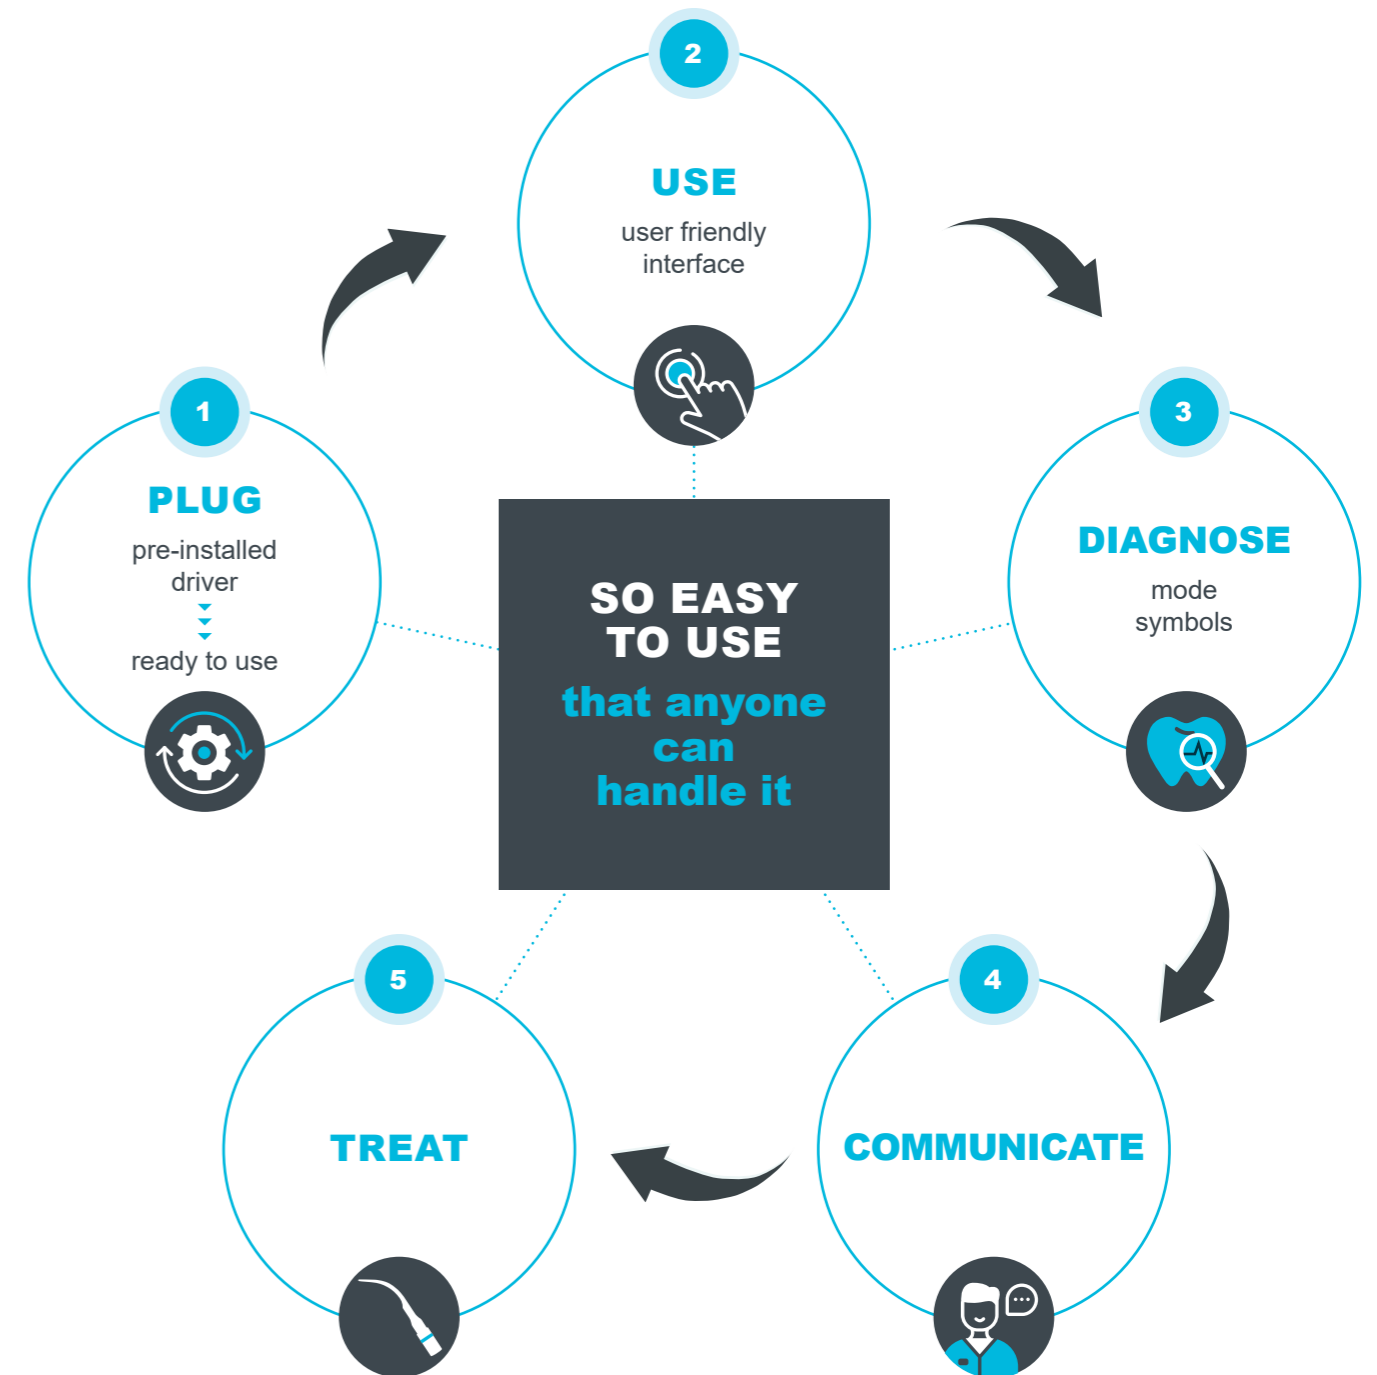 1
PLUG
pre-installed
driver
ready to use
2
USE
user friendly
interface
3
DIAGNOSE
mode
symbols
4
COMMUNICATE
5
TREAT
SO EASY
TO USE
that anyone
can
handle it